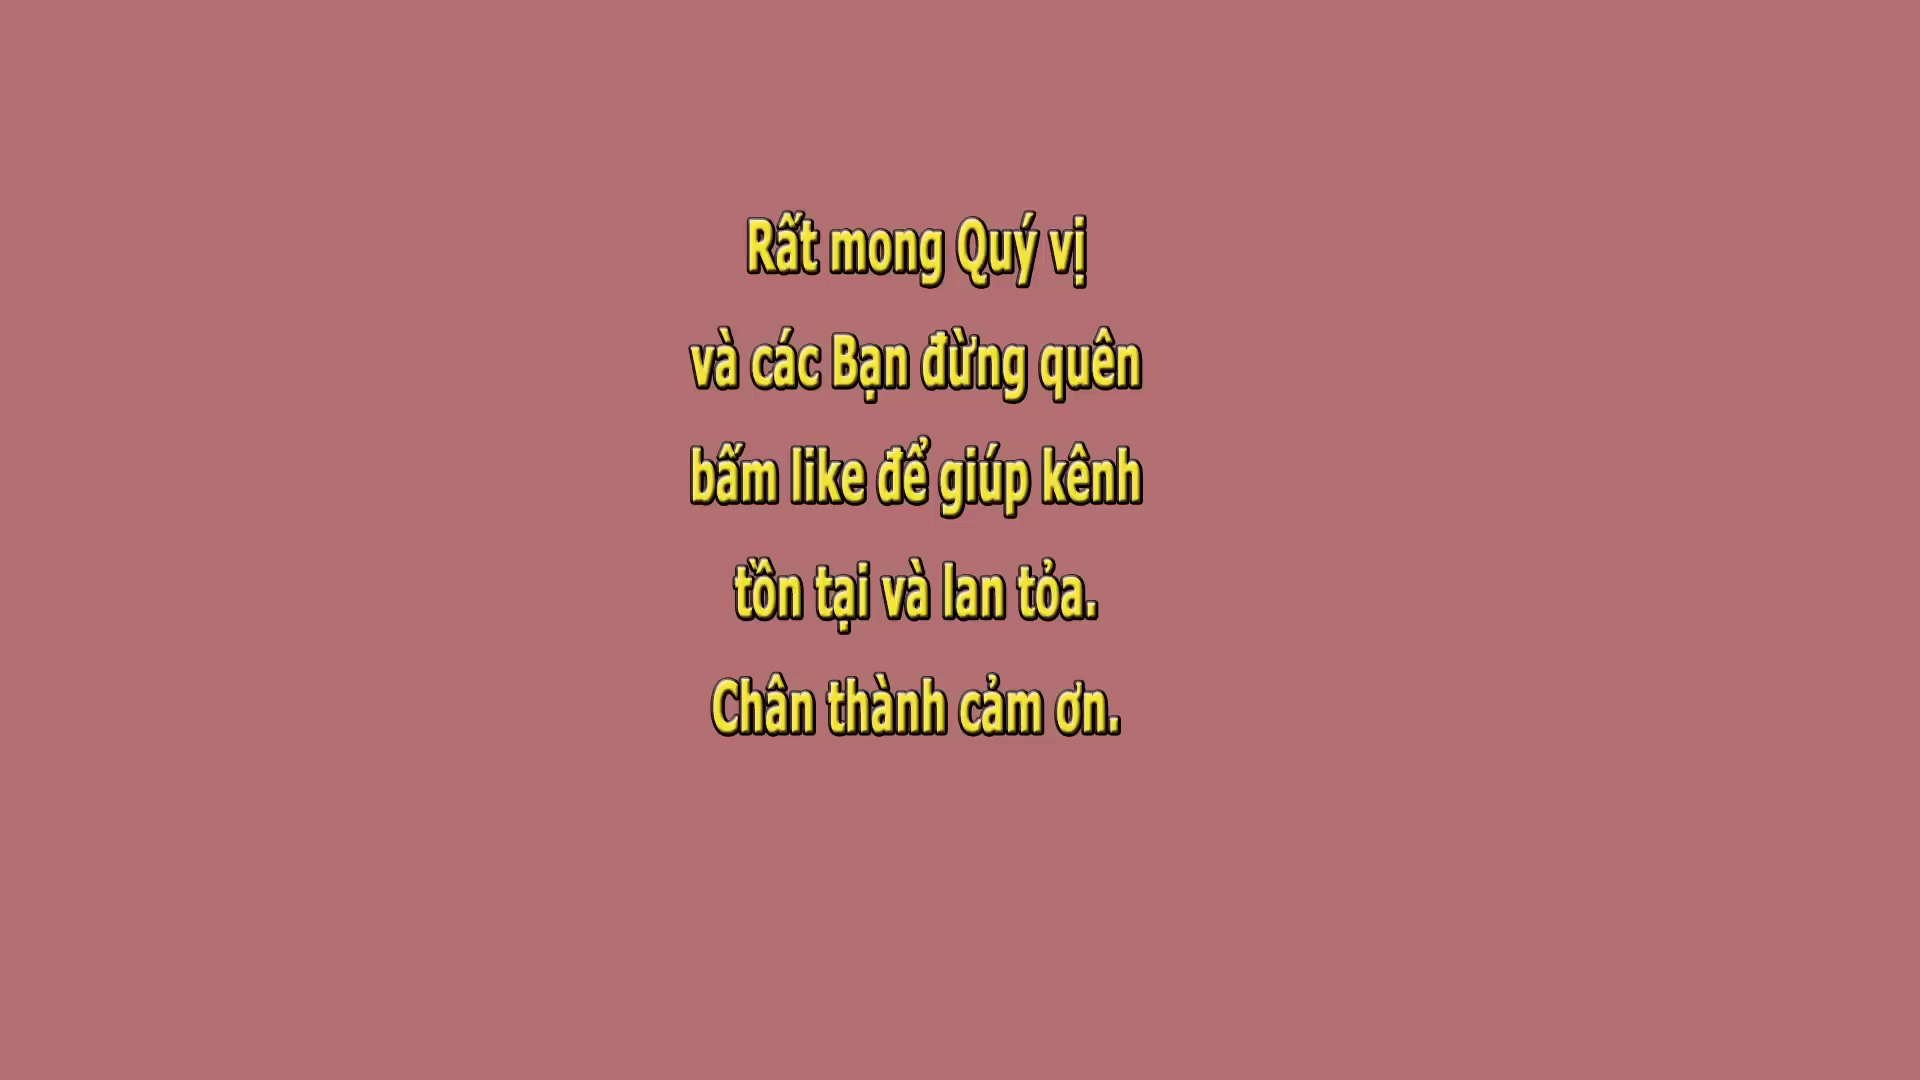 Rất mong Quý vị
và các Bạn đừng quên
bấm like để giúp kênh
tồn tại và lan tỏa.
Chân thành cảm ơn.